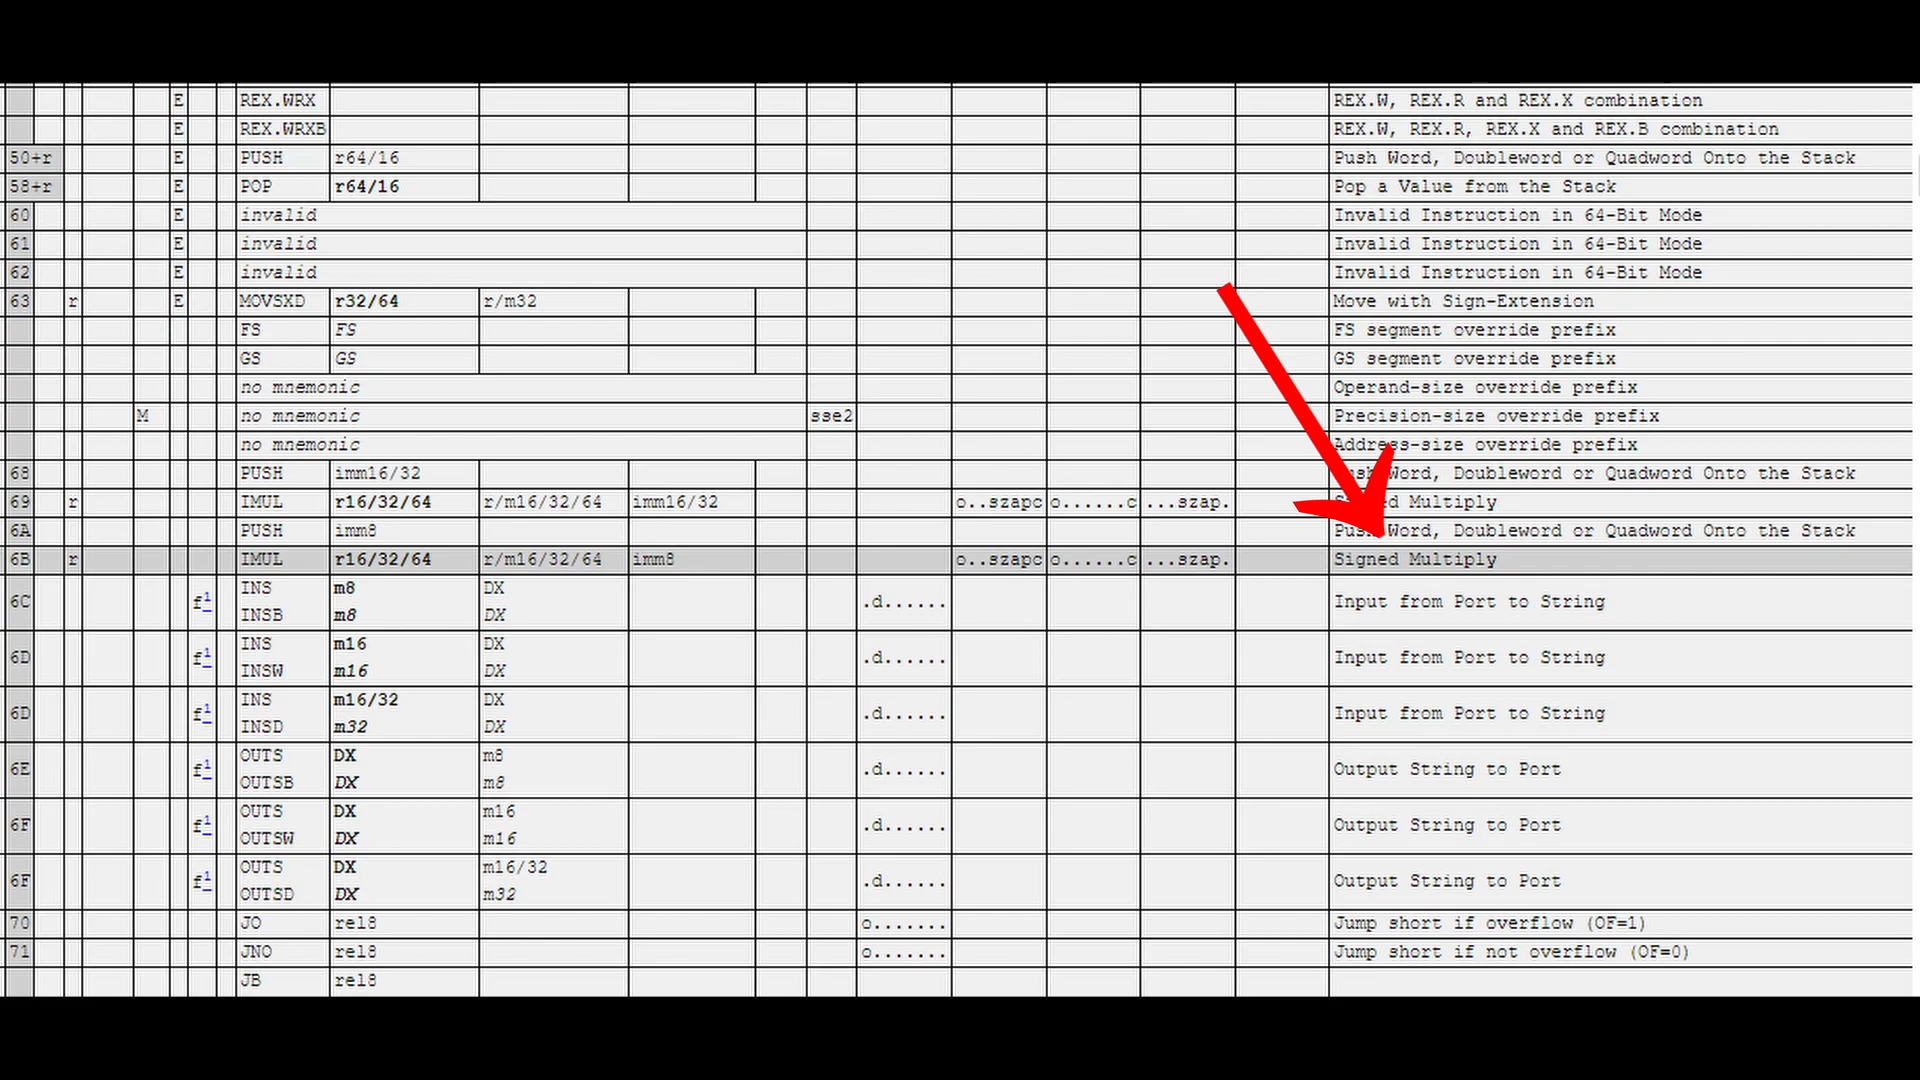 E REX.WRX REX.W, REX.R and REX.X combination
E REX.WRXB REX.W, REX.R, REX.X and REX.B combination
50+r E PUSH r64/16 Push Word, Doubleword or Quadword Onto the Stack
58+r E POP r64/16 Pop a Value from the Stack
60 E invalid Invalid Instruction in 64-Bit Mode
61 E invalid Invalid Instruction in 64-Bit Mode
62 E invalid Invalid Instruction in 64-Bit Mode
63 r E MOVSXD r32/64 r/m32 Move with Sign-Extension
FS FS FS segment override prefix
GS GS GS segment override prefix
no mnemonic Operand-size override prefix
M no mnemonic sse2 Precision-size override prefix
no mnemonic Address-size override prefix
68 PUSH imm16/32 Push Word, Doubleword or Quadword Onto the Stack
69 r IMUL r16/32/64 r/m16/32/64 imm16/32 o..szapc o......c ...szap. Signed Multiply
6A PUSH imm8 Push Word, Doubleword or Quadword Onto the Stack
6B r IMUL r16/32/64 r/m16/32/64 imm8 o..szapc o......c ...szap. Signed Multiply
6C f1 INS m8 DX .d...... Input from Port to String
INSB m8 DX
6D f1 INS m16 DX .d...... Input from Port to String
INSW m16 DX
6D f1 INS m16/32 DX .d...... Input from Port to String
INSD m32 DX
6E f1 OUTS DX m8 .d...... Output String to Port
OUTSB DX m8
6F f1 OUTS DX m16 .d...... Output String to Port
OUTSW DX m16
6F f1 OUTS DX m16/32 .d...... Output String to Port
OUTSD DX m32
70 JO rel8 o....... Jump short if overflow (OF=1)
71 JNO rel8 o....... Jump short if not overflow (OF=0)
JB rel8